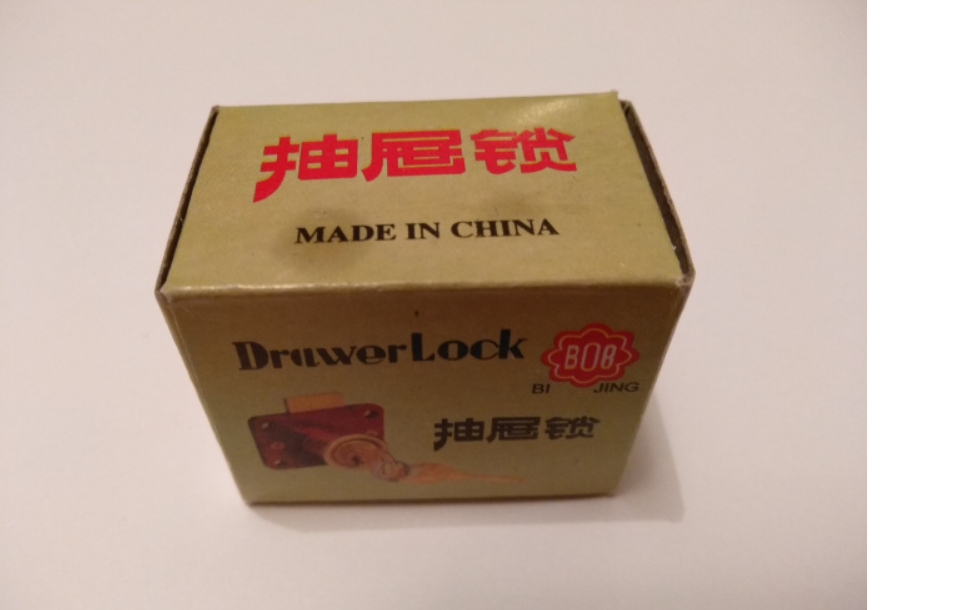 抽屉锁
MADE IN CHINA
DrawerLock
BOB
BI JING
抽屉锁